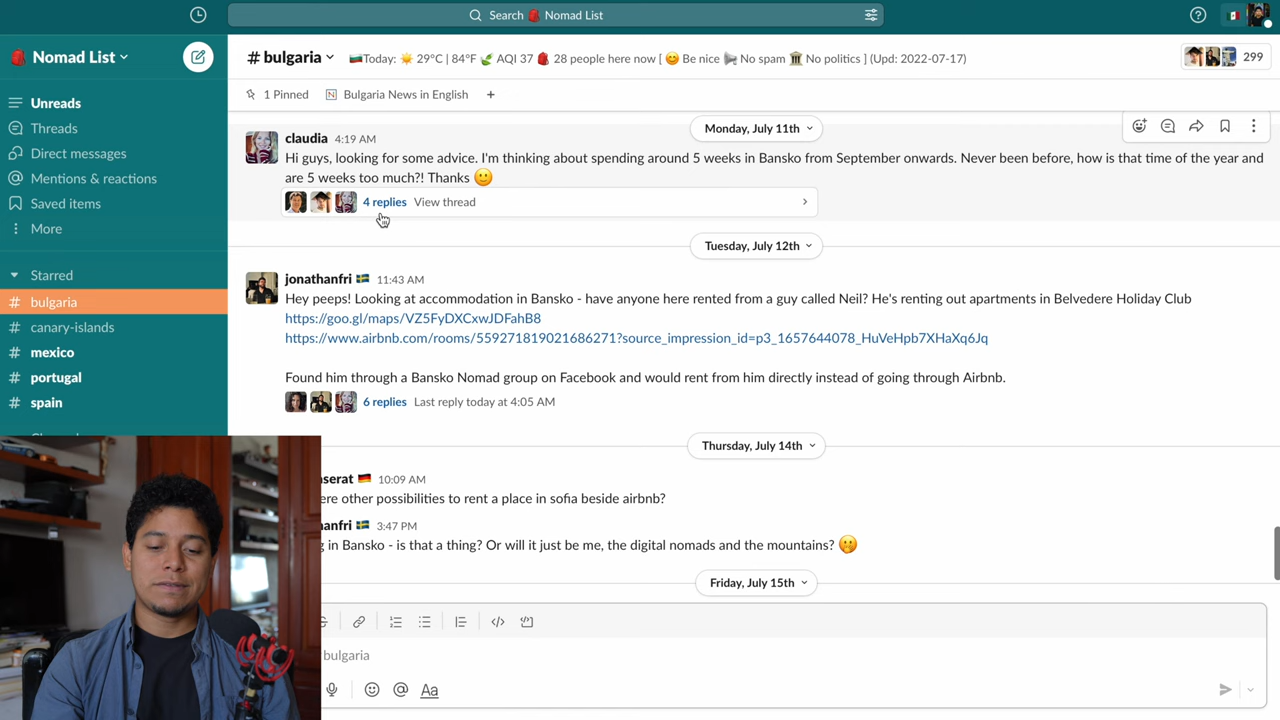 Search Nomad List
Nomad List
# bulgaria
Today: 29°C | 84°F AQI 37 28 people here now [ Be nice No spam No politics ] (Upd: 2022-07-17)
299
Unreads
Threads
Direct messages
Mentions & reactions
Saved items
More
Starred
# bulgaria
# canary-islands
# mexico
# portugal
# spain
1 Pinned
Bulgaria News in English
+
Monday, July 11th
claudia 4:19 AM
Hi guys, looking for some advice. I'm thinking about spending around 5 weeks in Bansko from September onwards. Never been before, how is that time of the year and
are 5 weeks too much?! Thanks
4 replies View thread
Tuesday, July 12th
jonathanfri 11:43 AM
Hey peeps! Looking at accommodation in Bansko - have anyone here rented from a guy called Neil? He's renting out apartments in Belvedere Holiday Club
https://goo.gl/maps/VZ5FyDXCxwJDFahB8
https://www.airbnb.com/rooms/559271819021686271?source_impression_id=p3_1657644078_HuVeHpb7XHaXq6Jq
Found him through a Bansko Nomad group on Facebook and would rent from him directly instead of going through Airbnb.
6 replies Last reply today at 4:05 AM
Thursday, July 14th
10:09 AM
other possibilities to rent a place in sofia beside airbnb?
3:47 PM
in Bansko - is that a thing? Or will it just be me, the digital nomads and the mountains?
Friday, July 15th
bulgaria
Aa